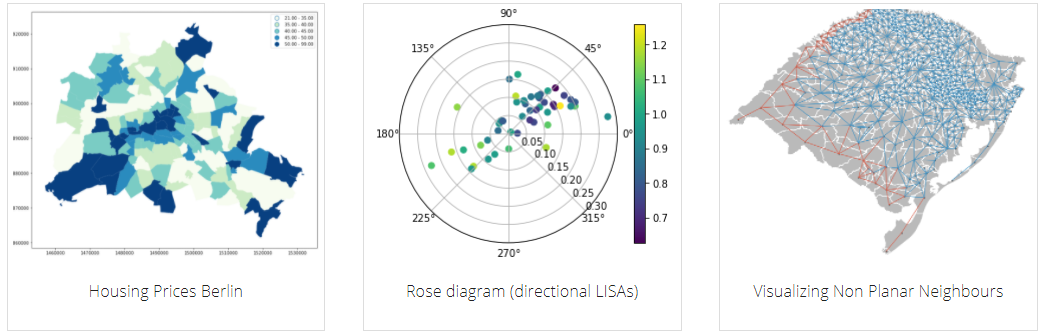 21.00 - 35.00
35.00 - 40.00
40.00 - 45.00
45.00 - 50.00
50.00 - 99.00
920000
910000
900000
890000
880000
870000
860000
1460000 1470000 1480000 1490000 1500000 1510000 1520000 1530000
Housing Prices Berlin
90°
135° 45°
180° 0°
225° 315°
270°
0.05
0.10
0.15
0.20
0.25
0.30
1.2
1.1
1.0
0.9
0.8
0.7
Rose diagram (directional LISAs)
Visualizing Non Planar Neighbours